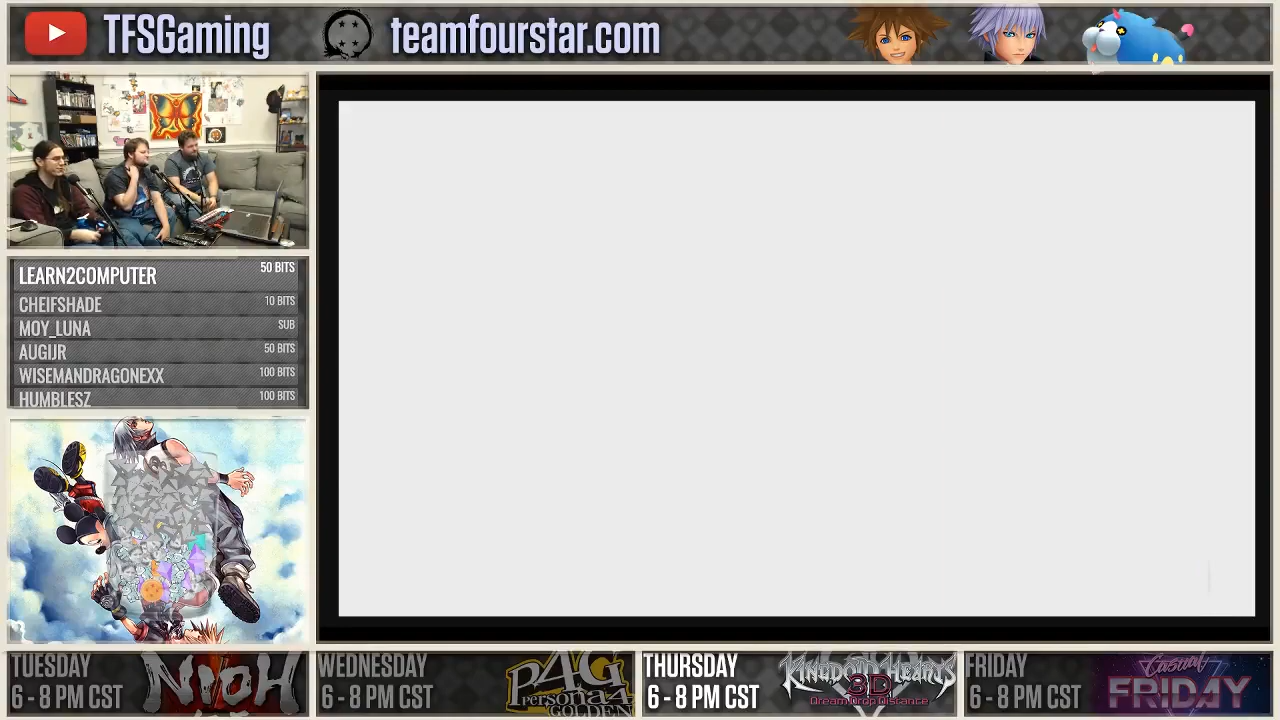 TFSGaming
teamfourstar.com
LEARN2COMPUTER 50 BITS
CHEIFSHADE 10 BITS
MOY_LUNA SUB
AUGIJR 50 BITS
WISEMANDRAGONEXX 100 BITS
HUMBLESZ 100 BITS
TUESDAY
6 - 8 PM CST
NIOH
WEDNESDAY
6 - 8 PM CST
P4G
Persona4
GOLDEN
THURSDAY
6 - 8 PM CST
KINGDOM HEARTS
3D
Dream Drop Distance
FRIDAY
6 - 8 PM CST
Casual
FRIDAY